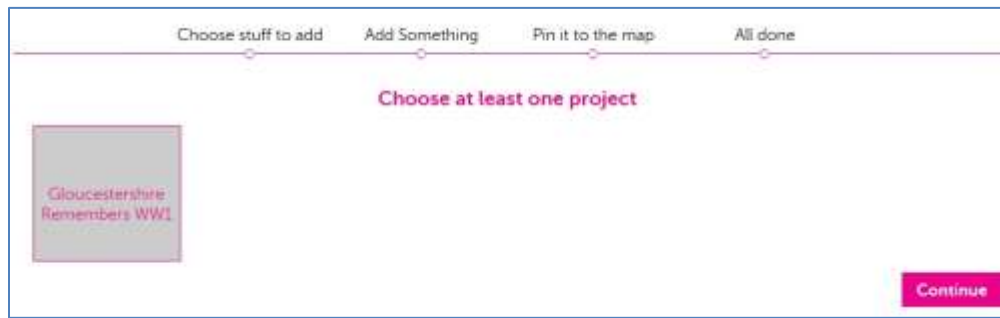 Choose stuff to add Add Something Pin it to the map All done
Choose at least one project
Gloucestershire
Remembers WW1
Continue